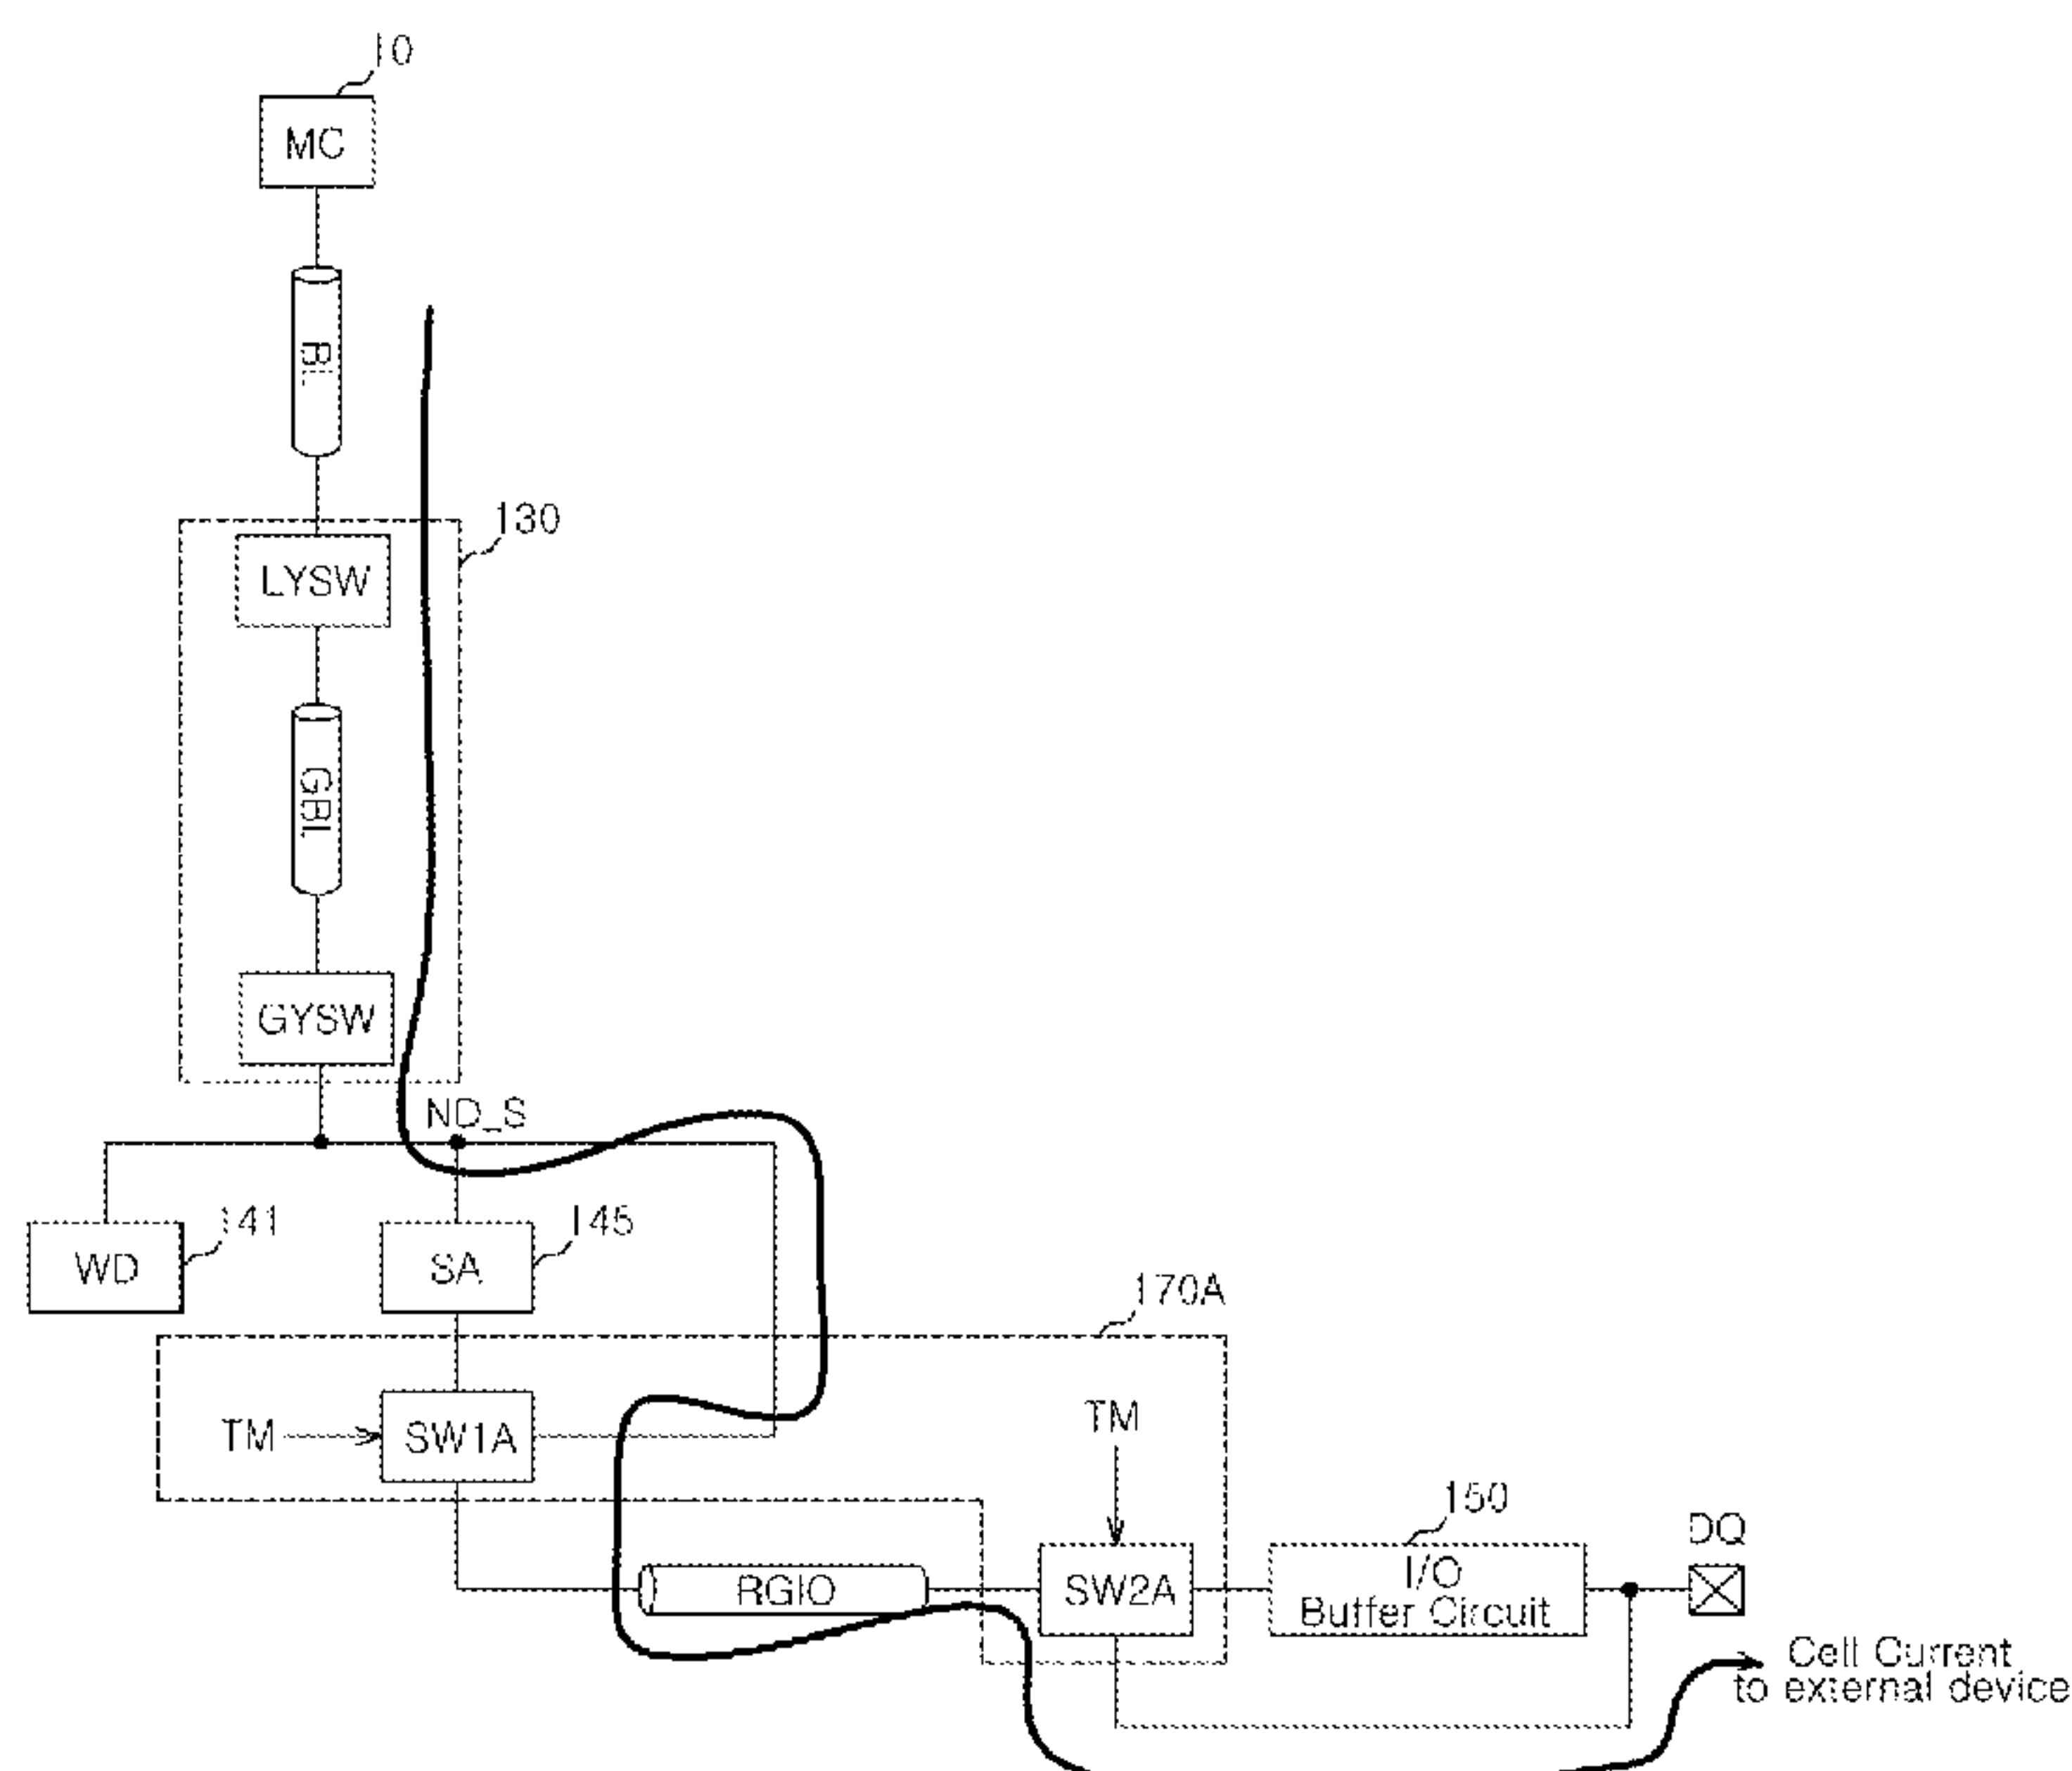 10
MC
BL
130
LYSW
GBL
GYSW
ND_S
WD
141
SA
145
170A
TM
SW1A
TM
RGIO
SW2A
150
I/O
Buffer Circuit
DQ
Cell Current
to external device